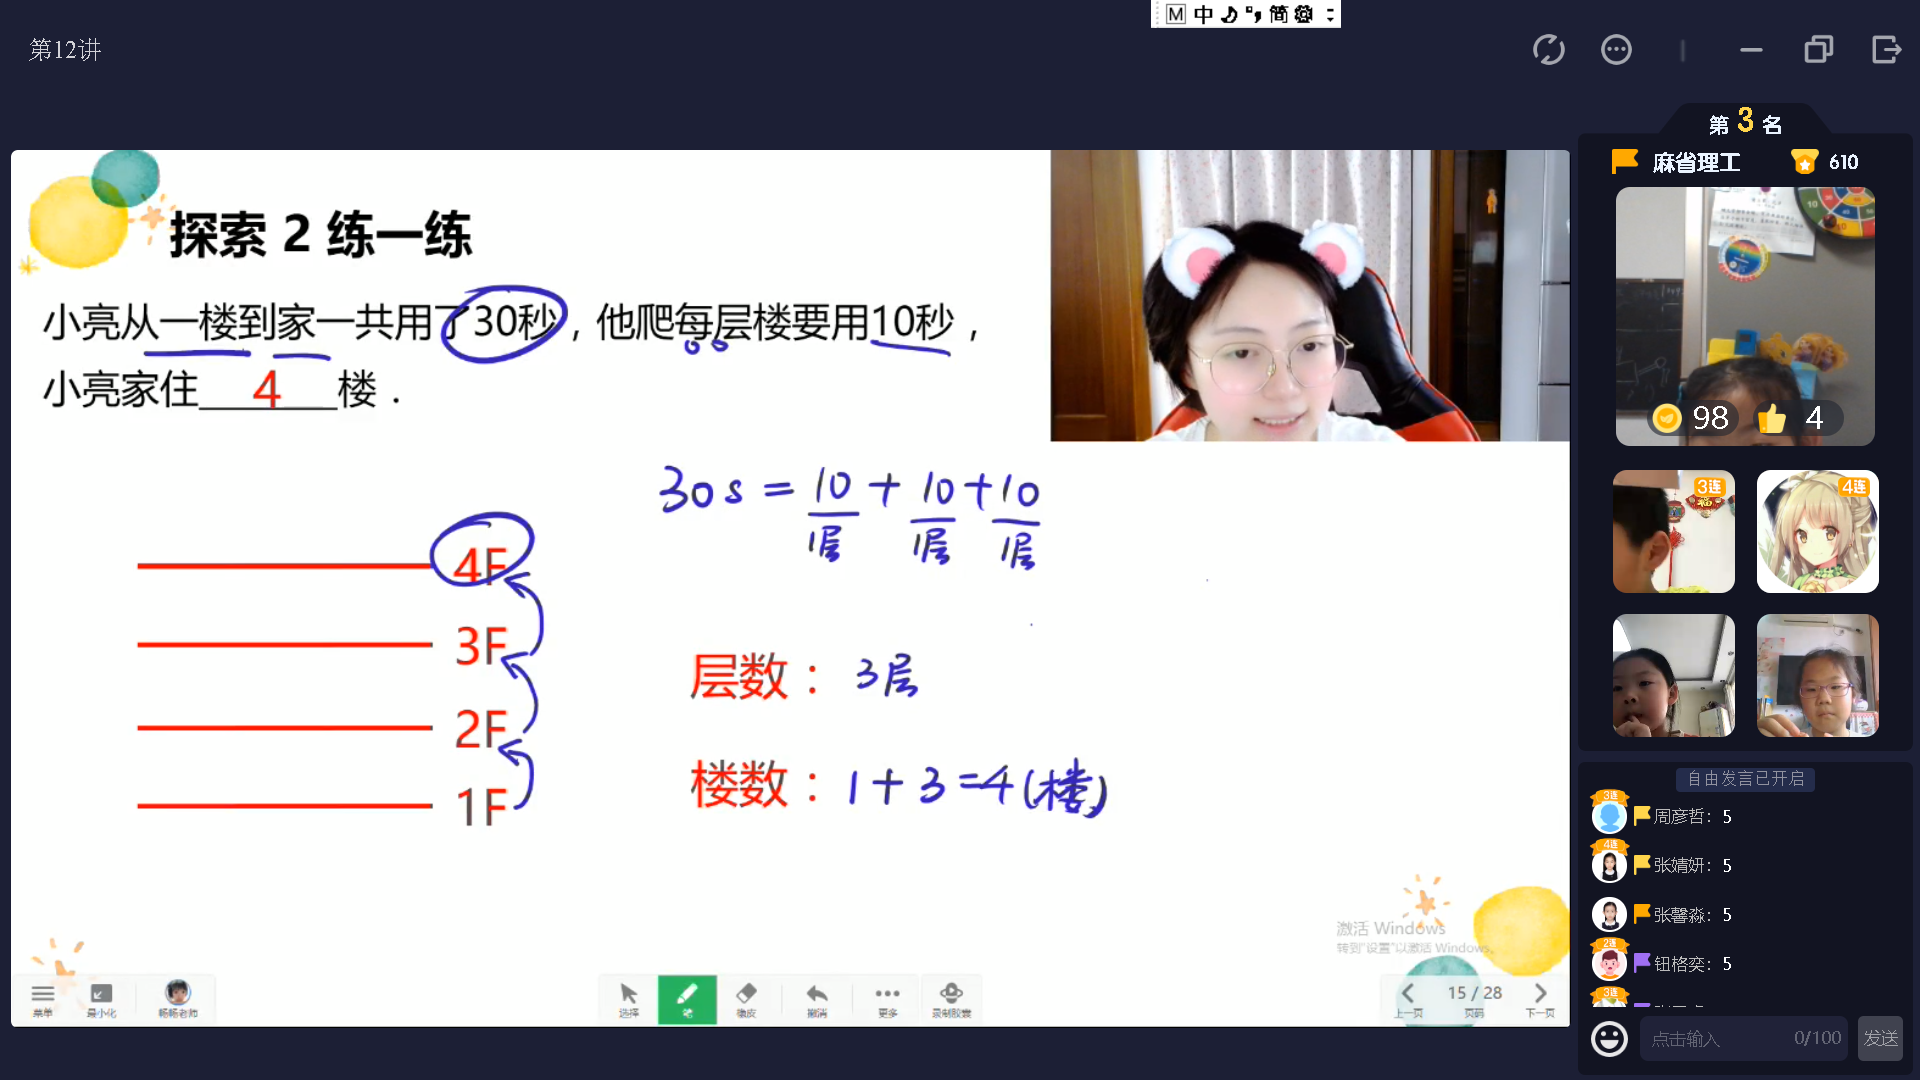 M 中 简
第12讲
第 3 名
麻省理工 610
探索 2 练一练
小亮从一楼到家一共用了30秒，他爬每层楼要用10秒，
小亮家住 4 楼．
98 4
3连 4连
30s = 10 + 10 + 10
1层 1层 1层
4F
3F
2F
1F
层数： 3层
楼数： 1+3=4(楼)
自由发言已开启
3连
周彦哲： 5
4连
张婧妍： 5
张馨淼： 5
2连
钮格奕： 5
3连
激活 Windows
转到"设置"以激活 Windows。
菜单 最小化 畅畅老师
选择 笔 橡皮 撤消 更多 录制胶囊
15 / 28
上一页 页码 下一页
点击输入 0/100 发送